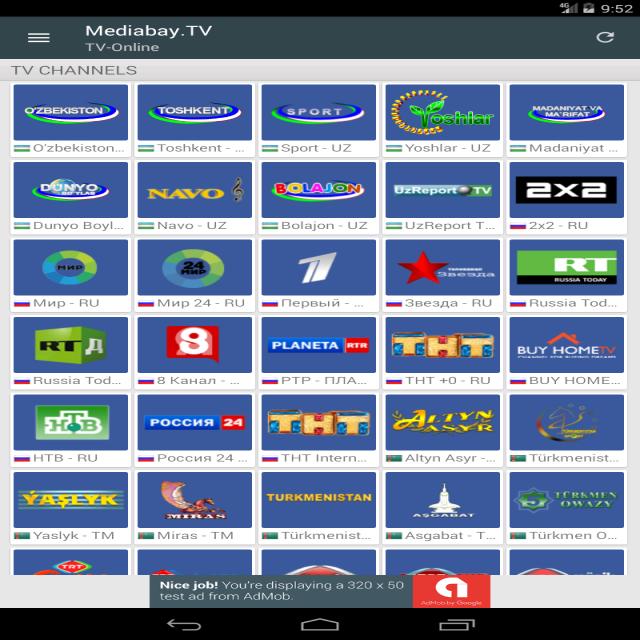 4G 9:52
Mediabay.TV
TV-Online
TV CHANNELS
O'ZBEKISTON TOSHKENT SPORT Yoshlar MADANIYAT VA MA'RIFAT
O'zbekiston... Toshkent - ... Sport - UZ Yoshlar - UZ Madaniyat ...
DUNYO BO'YLAB NAVO BOLAJON UzReport TV 2X2
Dunyo Boyl... Navo - UZ Bolajon - UZ UzReport T... 2x2 - RU
МИР 24 МИР 1 ТЕЛЕКАНАЛ Звезда RT RUSSIA TODAY
Мир - RU Мир 24 - RU Первый - ... Звезда - RU Russia Tod...
RT Д 8 PLANETA RTR ТНТ BUY HOME TV
Russia Tod... 8 Канал - ... РТР - ПЛА... ТНТ +0 - RU BUY HOME...
НТВ РОССИЯ 24 ТНТ ALTYN ASYR
НТВ - RU Россия 24 ... ТНТ Intern... Altyn Asyr -... Türkmenist...
ÝAŞLYK MIRAS TURKMENISTAN AŞGABAT TÜRKMEN OWAZY
Yaslyk - TM Miras - TM Türkmenist... Asgabat - T... Türkmen O...
TRT
Nice job! You're displaying a 320 x 50
test ad from AdMob.
AdMob by Google